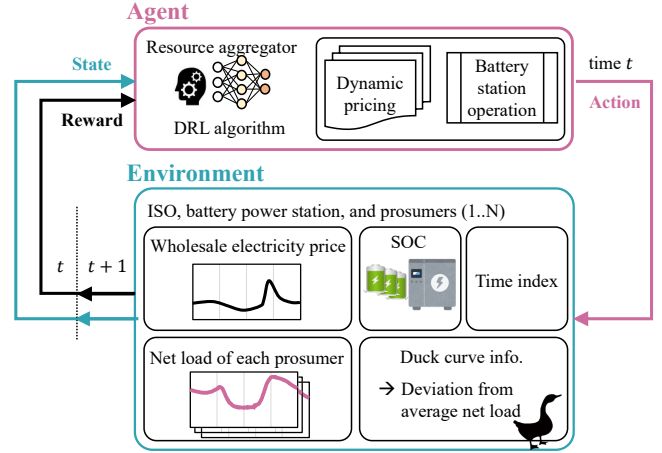 Agent
State
Reward
Resource aggregator
DRL algorithm
Dynamic
pricing
Battery
station
operation
time t
Action
Environment
ISO, battery power station, and prosumers (1..N)
Wholesale electricity price
SOC
Time index
t
t + 1
Net load of each prosumer
Duck curve info.
→ Deviation from
average net load